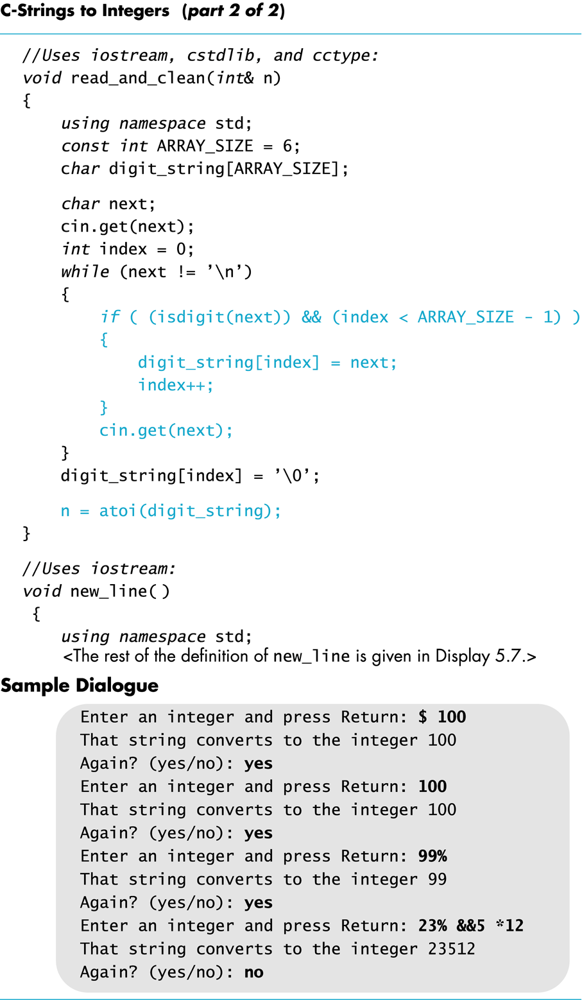 C-Strings to Integers (part 2 of 2)
//Uses iostream, cstdlib, and cctype:
void read_and_clean(int& n)
{
using namespace std;
const int ARRAY_SIZE = 6;
char digit_string[ARRAY_SIZE];
char next;
cin.get(next);
int index = 0;
while (next != ’\n’)
{
if ( (isdigit(next)) && (index < ARRAY_SIZE – 1) )
{
digit_string[index] = next;
index++;
}
cin.get(next);
}
digit_string[index] = ’\0’;
n = atoi(digit_string);
}
//Uses iostream:
void new_line( )
{
using namespace std;
<The rest of the definition of new_line is given in Display 5.7.>
Sample Dialogue
Enter an integer and press Return: $ 100
That string converts to the integer 100
Again? (yes/no): yes
Enter an integer and press Return: 100
That string converts to the integer 100
Again? (yes/no): yes
Enter an integer and press Return: 99%
That string converts to the integer 99
Again? (yes/no): yes
Enter an integer and press Return: 23% &&5 *12
That string converts to the integer 23512
Again? (yes/no): no